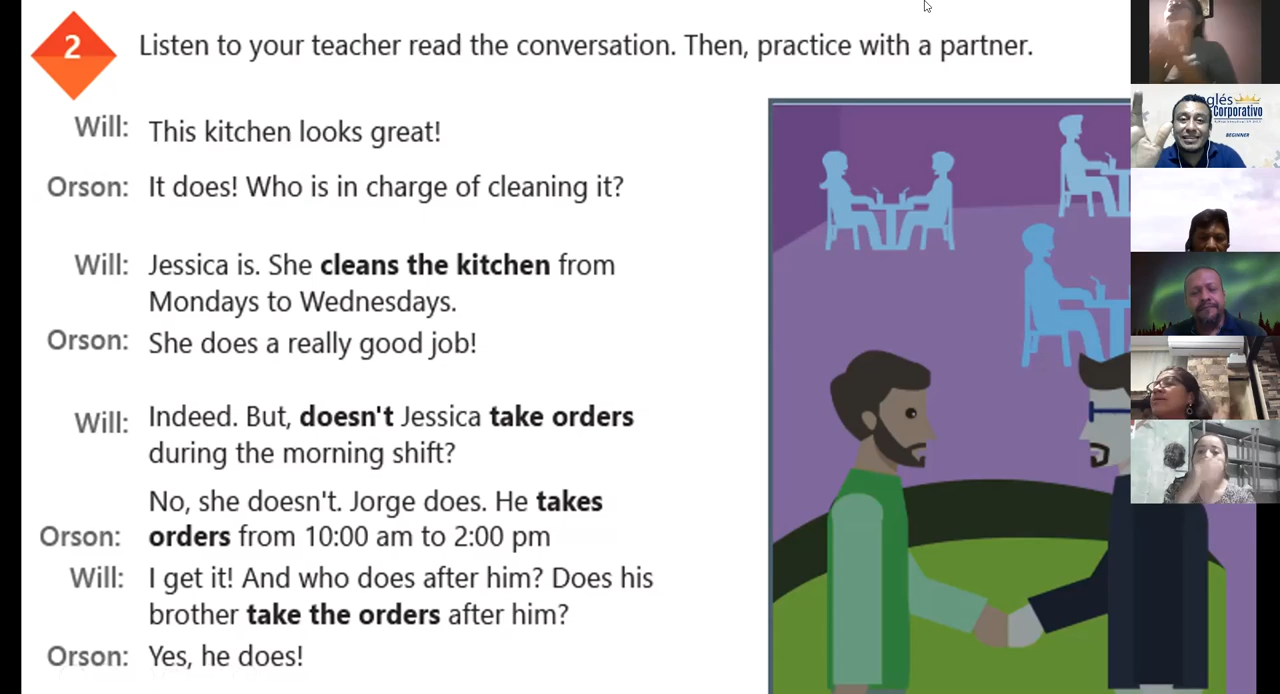 2
Listen to your teacher read the conversation. Then, practice with a partner.
Will: This kitchen looks great!
Orson: It does! Who is in charge of cleaning it?
Will: Jessica is. She cleans the kitchen from
Mondays to Wednesdays.
Orson: She does a really good job!
Will: Indeed. But, doesn't Jessica take orders
during the morning shift?
No, she doesn't. Jorge does. He takes
Orson: orders from 10:00 am to 2:00 pm
Will: I get it! And who does after him? Does his
brother take the orders after him?
Orson: Yes, he does!
Inglés
Corporativo
BEGINNER